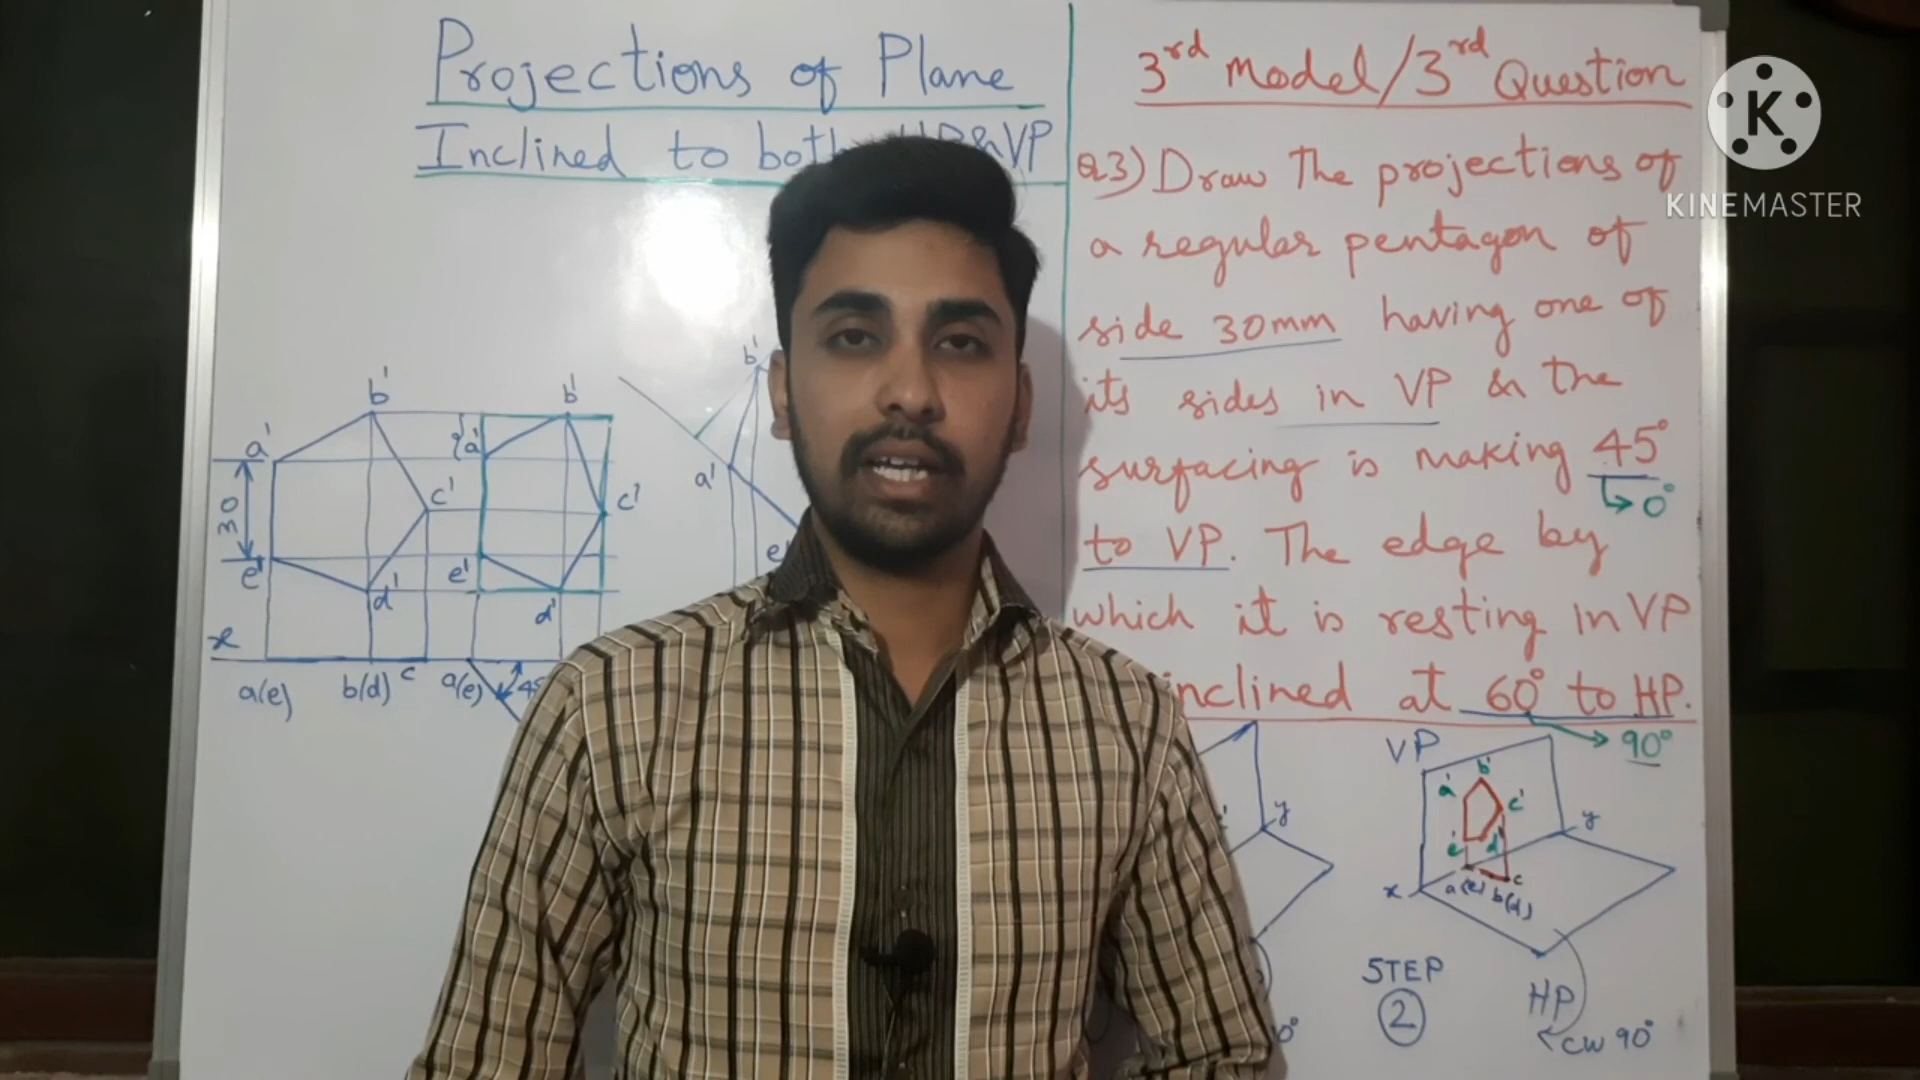 Projections of Plane
Inclined to both HP & VP
3rd Model/3rd Question
Q3) Draw the projections of
a regular pentagon of
side 30mm having one of
its sides in VP & the
surfacing is making 45°
→ 0°
to VP. The edge by
which it is resting in VP
inclined at 60° to HP.
→ 90°
K
KINEMASTER
b'
a'
c'
30
e'
d'
x
a(e)
b(d)
c
b'
a'
c'
e'
d'
a(e)
b'
a'
e
y
VP
b'
a'
c'
e'
d'
y
x
a(e)
b(d)
c
STEP
2
HP
CW 90°